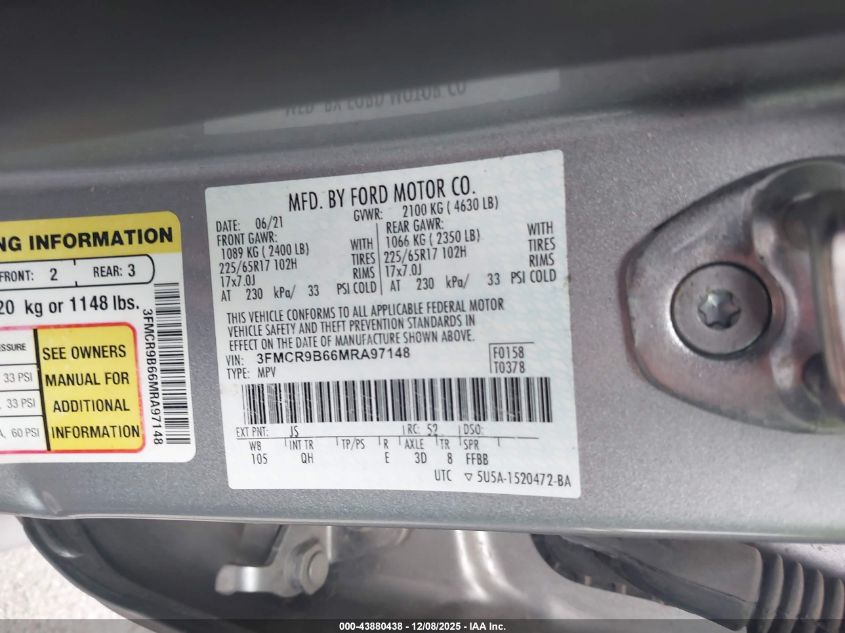 MFD. BY FORD MOTOR CO.
DATE: 06/21 GVWR: 2100 KG ( 4630 LB)
FRONT GAWR: REAR GAWR:
1089 KG ( 2400 LB) WITH 1066 KG ( 2350 LB) WITH
225/65R17 102H TIRES 225/65R17 102H TIRES
17x7.0J RIMS 17x7.0J RIMS
AT 230 kPa/ 33 PSI COLD AT 230 kPa/ 33 PSI COLD
THIS VEHICLE CONFORMS TO ALL APPLICABLE FEDERAL MOTOR
VEHICLE SAFETY AND THEFT PREVENTION STANDARDS IN
EFFECT ON THE DATE OF MANUFACTURE SHOWN ABOVE.
VIN: 3FMCR9B66MRA97148 F0158
TYPE: MPV T0378
EXT PNT: JS RC: 52 DSO:
WB INT TR TP/PS R AXLE TR SPR
105 QH E 3D 8 FFBB
UTC ▽ 5U5A-1520472-BA
NG INFORMATION
FRONT: 2 REAR: 3
20 kg or 1148 lbs.
33 PSI
33 PSI
60 PSI
SEE OWNERS
MANUAL FOR
ADDITIONAL
INFORMATION
3FMCR9B66MRA97148
000-43880438 - 12/08/2025 - IAA Inc.